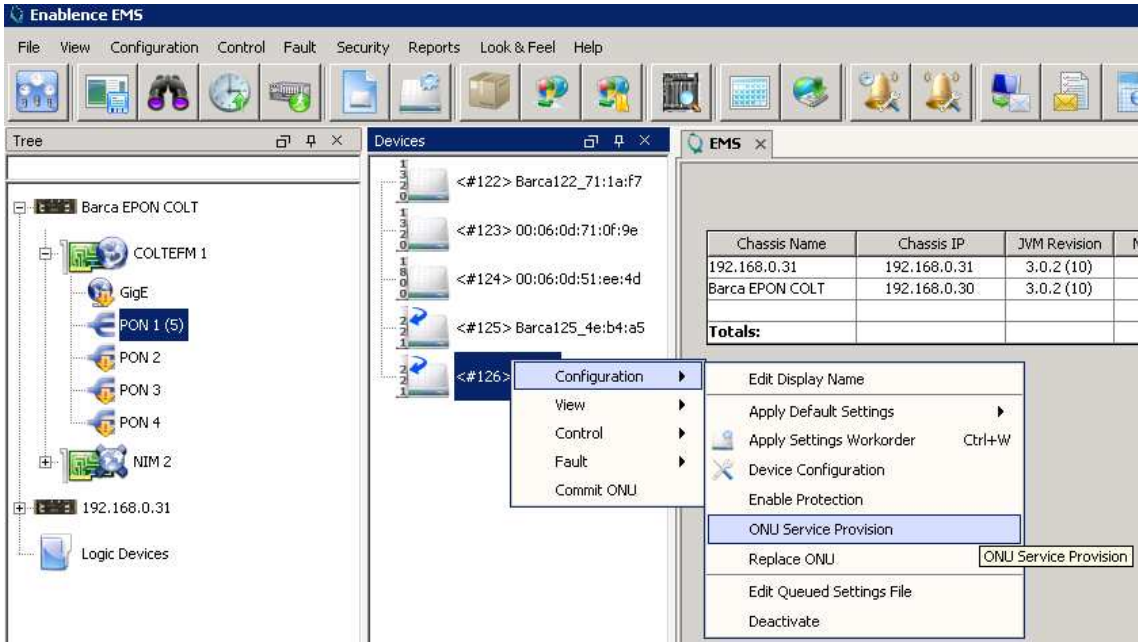 Enablence EMS
File View Configuration Control Fault Security Reports Look & Feel Help
Tree
Barca EPON COLT
COLTEFM 1
GigE
PON 1 (5)
PON 2
PON 3
PON 4
NIM 2
192.168.0.31
Logic Devices
Devices
1320
<#122> Barca122_71:1a:f7
1320
<#123> 00:06:0d:71:0f:9e
1800
<#124> 00:06:0d:51:ee:4d
221
<#125> Barca125_4e:b4:a5
221
<#126>
Configuration
View
Control
Fault
Commit ONU
Edit Display Name
Apply Default Settings
Apply Settings Workorder Ctrl+W
Device Configuration
Enable Protection
ONU Service Provision
Replace ONU
Edit Queued Settings File
Deactivate
ONU Service Provision
EMS
Chassis Name Chassis IP JVM Revision
192.168.0.31 192.168.0.31 3.0.2 (10)
Barca EPON COLT 192.168.0.30 3.0.2 (10)
Totals: